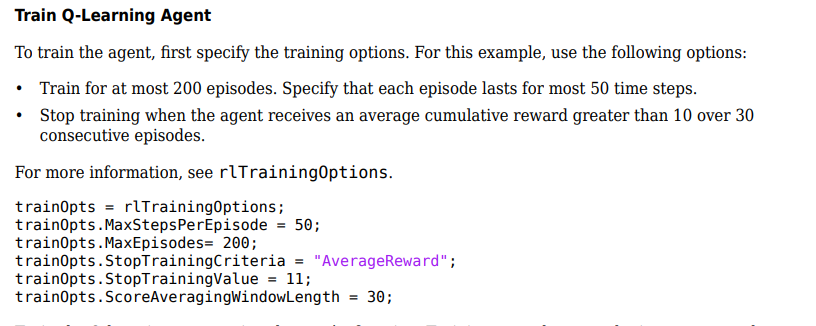 Train Q-Learning Agent
To train the agent, first specify the training options. For this example, use the following options:
• Train for at most 200 episodes. Specify that each episode lasts for most 50 time steps.
• Stop training when the agent receives an average cumulative reward greater than 10 over 30
consecutive episodes.
For more information, see rlTrainingOptions.
trainOpts = rlTrainingOptions;
trainOpts.MaxStepsPerEpisode = 50;
trainOpts.MaxEpisodes= 200;
trainOpts.StopTrainingCriteria = "AverageReward";
trainOpts.StopTrainingValue = 11;
trainOpts.ScoreAveragingWindowLength = 30;